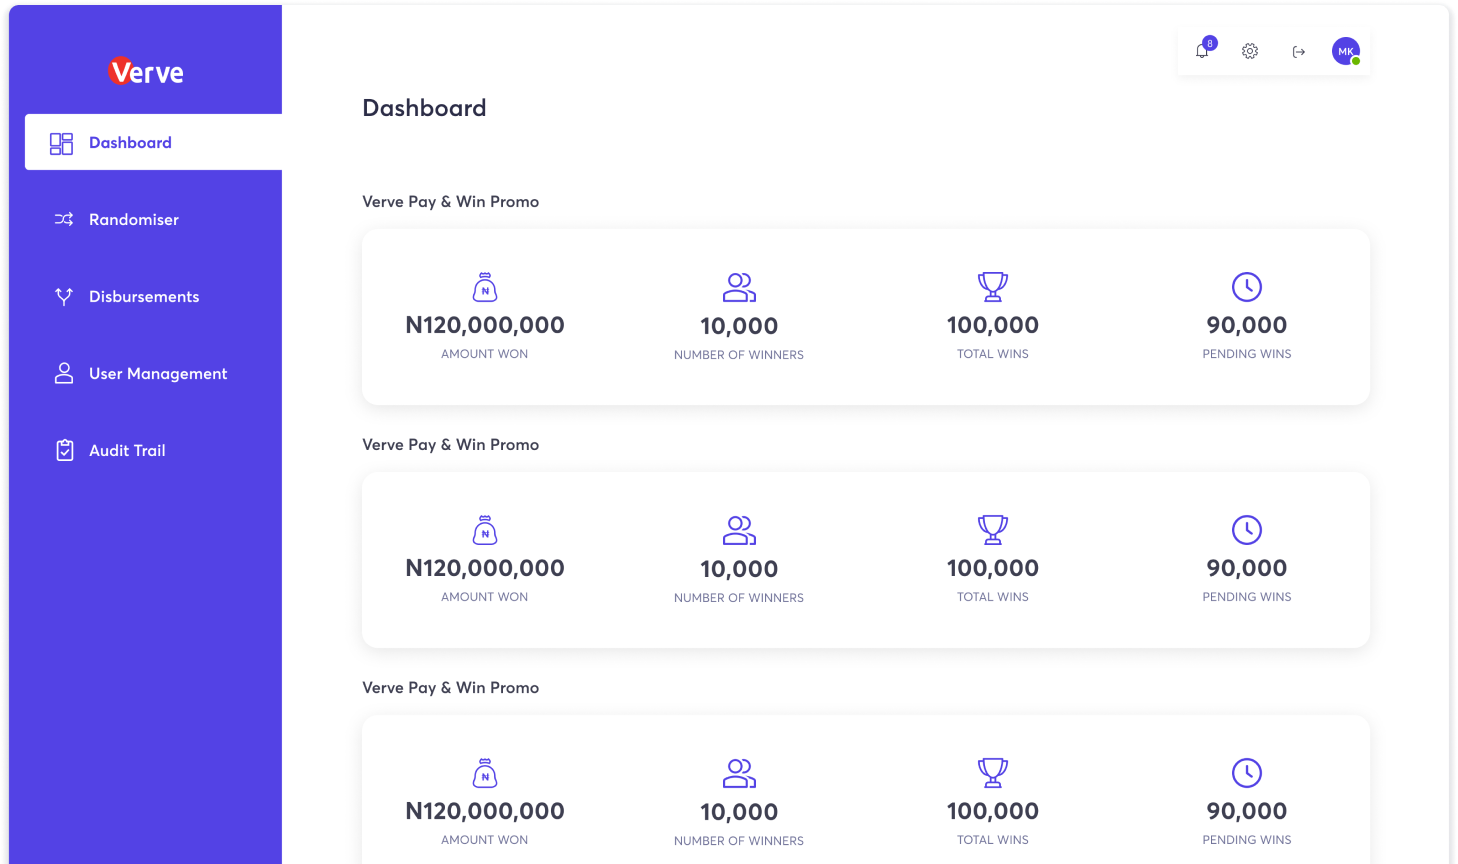 Verve
8
MK
Dashboard
Dashboard
Randomiser
Disbursements
User Management
Audit Trail
Verve Pay & Win Promo
N
N120,000,000
10,000
100,000
90,000
AMOUNT WON
NUMBER OF WINNERS
TOTAL WINS
PENDING WINS
Verve Pay & Win Promo
₦
N120,000,000
10,000
100,000
90,000
AMOUNT WON
NUMBER OF WINNERS
TOTAL WINS
PENDING WINS
Verve Pay & Win Promo
N
N120,000,000
10,000
100,000
90,000
AMOUNT WON
NUMBER OF WINNERS
TOTAL WINS
PENDING WINS